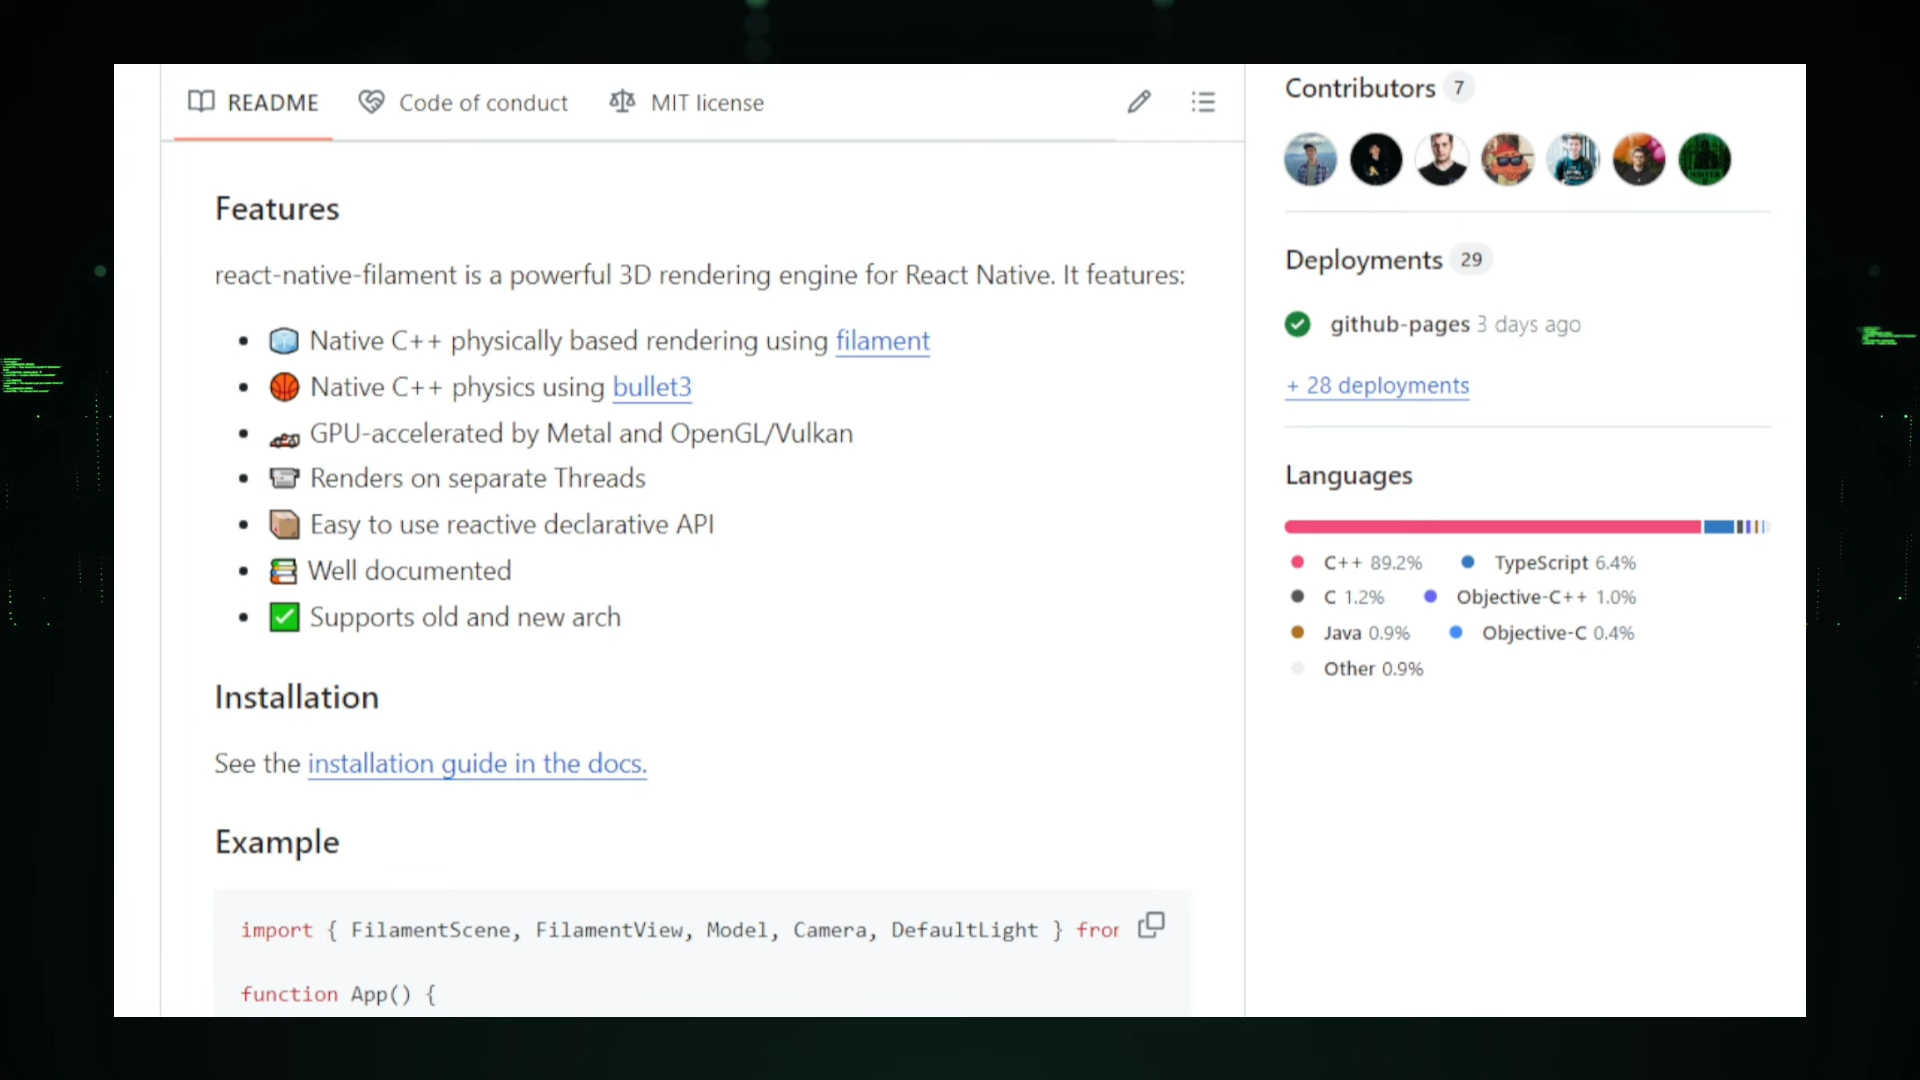 README
Code of conduct
MIT license
Features
react-native-filament is a powerful 3D rendering engine for React Native. It features:
Native C++ physically based rendering using filament
Native C++ physics using bullet3
GPU-accelerated by Metal and OpenGL/Vulkan
Renders on separate Threads
Easy to use reactive declarative API
Well documented
Supports old and new arch
Installation
See the installation guide in the docs.
Example
import { FilamentScene, FilamentView, Model, Camera, DefaultLight } from
function App() {
Contributors 7
Deployments 29
github-pages 3 days ago
+ 28 deployments
Languages
C++ 89.2%
TypeScript 6.4%
C 1.2%
Objective-C++ 1.0%
Java 0.9%
Objective-C 0.4%
Other 0.9%